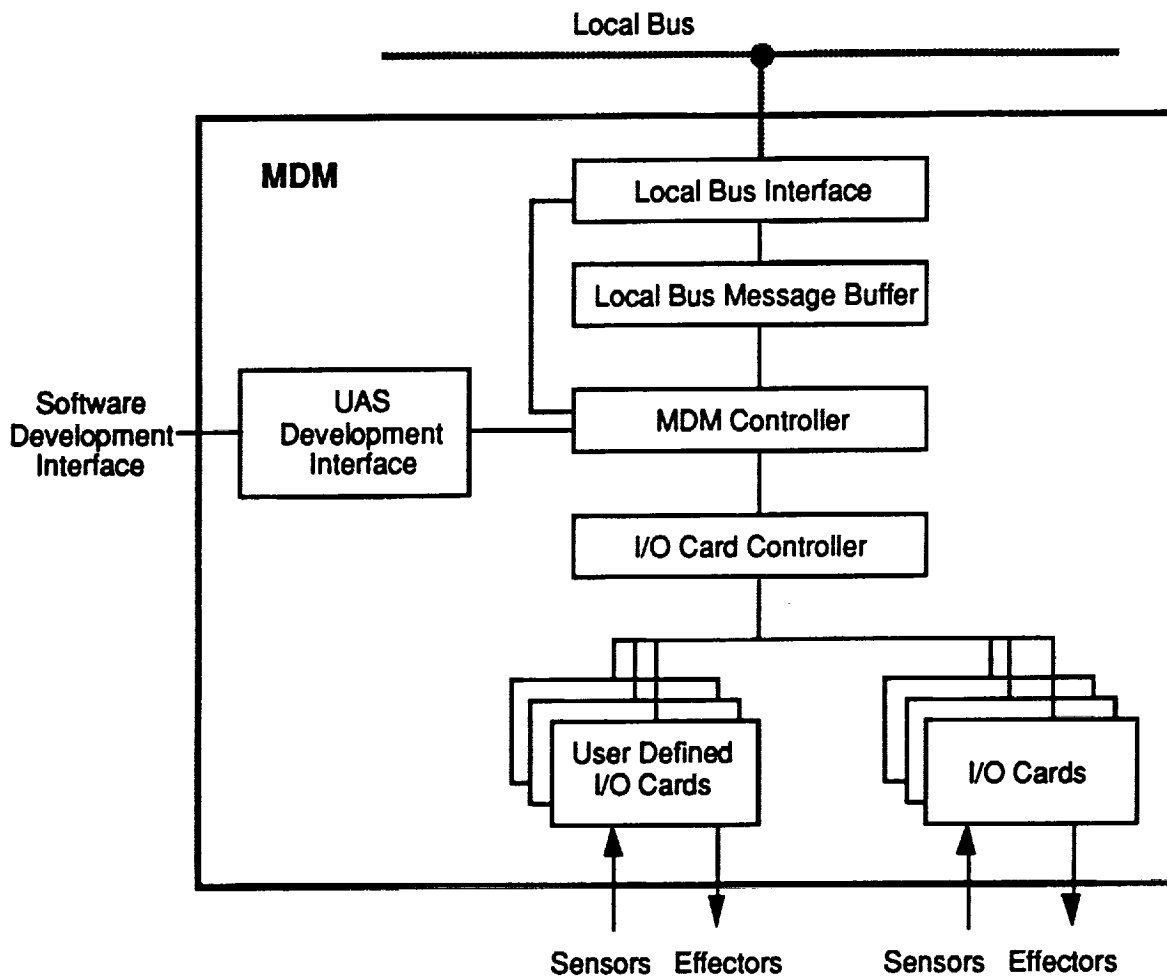 Local Bus
MDM
Local Bus Interface
Local Bus Message Buffer
Software
Development
Interface
UAS
Development
Interface
MDM Controller
I/O Card Controller
User Defined
I/O Cards
I/O Cards
Sensors Effectors
Sensors Effectors